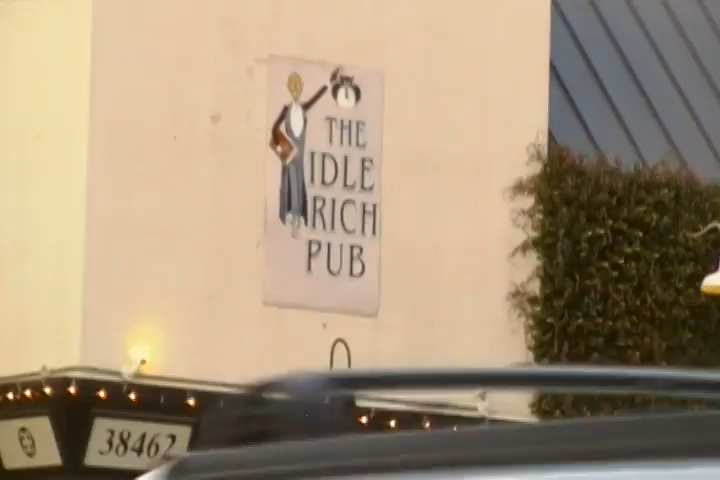 THE
IDLE
RICH
PUB
38462